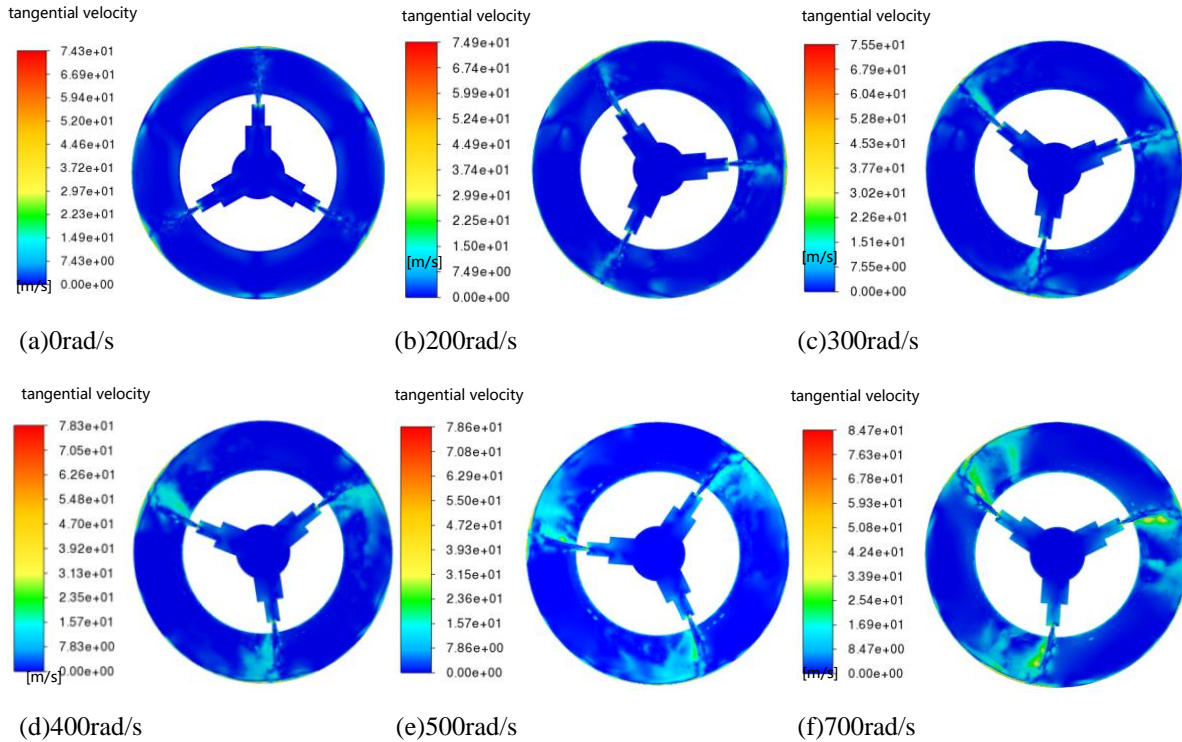 tangential velocity
7.43e+01
6.69e+01
5.94e+01
5.20e+01
4.46e+01
3.72e+01
2.97e+01
2.23e+01
1.49e+01
7.43e+00
0.00e+00
[m/s]
(a)0rad/s
tangential velocity
7.49e+01
6.74e+01
5.99e+01
5.24e+01
4.49e+01
3.74e+01
2.99e+01
2.25e+01
1.50e+01
7.49e+00
0.00e+00
[m/s]
(b)200rad/s
tangential velocity
7.55e+01
6.79e+01
6.04e+01
5.28e+01
4.53e+01
3.77e+01
3.02e+01
2.26e+01
1.51e+01
7.55e+00
0.00e+00
[m/s]
(c)300rad/s
tangential velocity
7.83e+01
7.05e+01
6.26e+01
5.48e+01
4.70e+01
3.92e+01
3.13e+01
2.35e+01
1.57e+01
7.83e+00
0.00e+00
[m/s]
(d)400rad/s
tangential velocity
7.86e+01
7.08e+01
6.29e+01
5.50e+01
4.72e+01
3.93e+01
3.15e+01
2.36e+01
1.57e+01
7.86e+00
0.00e+00
[m/s]
(e)500rad/s
tangential velocity
8.47e+01
7.63e+01
6.78e+01
5.93e+01
5.08e+01
4.24e+01
3.39e+01
2.54e+01
1.69e+01
8.47e+00
0.00e+00
[m/s]
(f)700rad/s